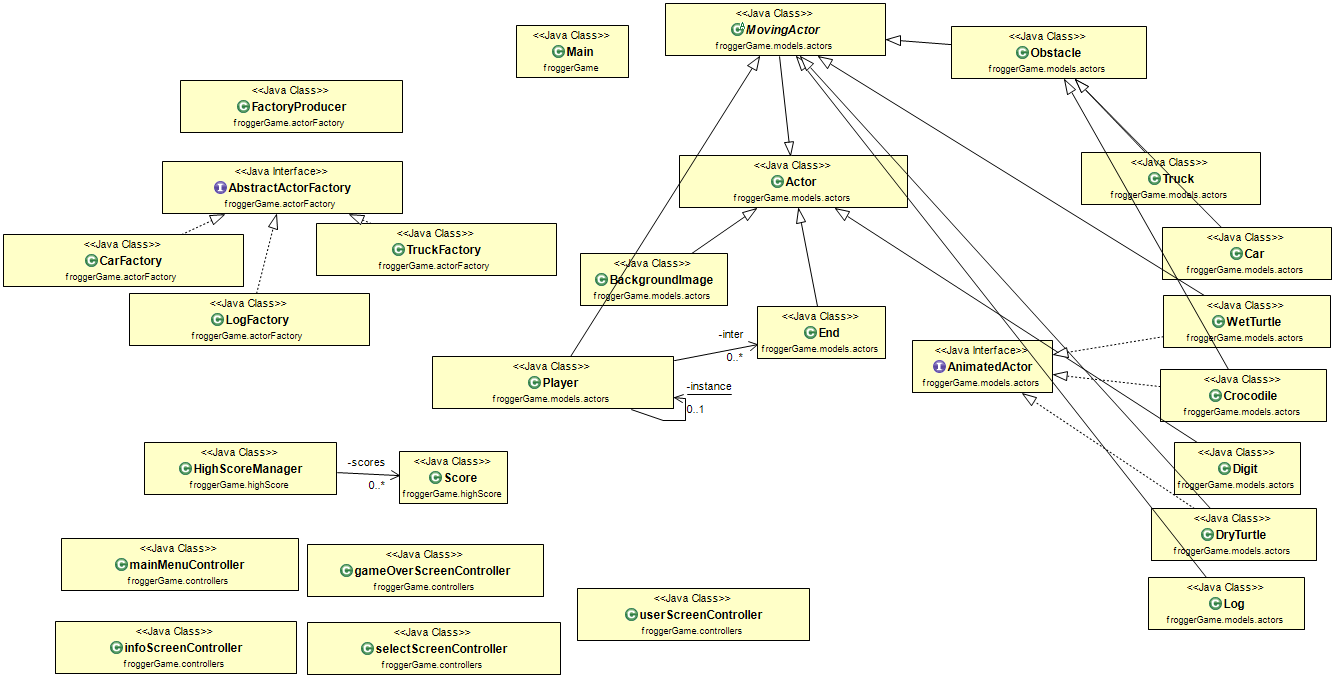 <<Java Class>>
MovingActor
froggerGame.models.actors
<<Java Class>>
Main
froggerGame
<<Java Class>>
Obstacle
froggerGame.models.actors
<<Java Class>>
FactoryProducer
froggerGame.actorFactory
<<Java Interface>>
AbstractActorFactory
froggerGame.actorFactory
<<Java Class>>
Actor
froggerGame.models.actors
<<Java Class>>
Truck
froggerGame.models.actors
<<Java Class>>
CarFactory
froggerGame.actorFactory
<<Java Class>>
TruckFactory
froggerGame.actorFactory
<<Java Class>>
Car
froggerGame.models.actors
<<Java Class>>
BackgroundImage
froggerGame.models.actors
<<Java Class>>
LogFactory
froggerGame.actorFactory
<<Java Class>>
WetTurtle
froggerGame.models.actors
<<Java Class>>
End
froggerGame.models.actors
-inter
0..*
<<Java Interface>>
AnimatedActor
froggerGame.models.actors
<<Java Class>>
Player
froggerGame.models.actors
-instance
0..1
<<Java Class>>
Crocodile
froggerGame.models.actors
<<Java Class>>
HighScoreManager
froggerGame.highScore
-scores
0..*
<<Java Class>>
Score
froggerGame.highScore
<<Java Class>>
Digit
froggerGame.models.actors
<<Java Class>>
DryTurtle
froggerGame.models.actors
<<Java Class>>
mainMenuController
froggerGame.controllers
<<Java Class>>
gameOverScreenController
froggerGame.controllers
<<Java Class>>
userScreenController
froggerGame.controllers
<<Java Class>>
Log
froggerGame.models.actors
<<Java Class>>
infoScreenController
froggerGame.controllers
<<Java Class>>
selectScreenController
froggerGame.controllers